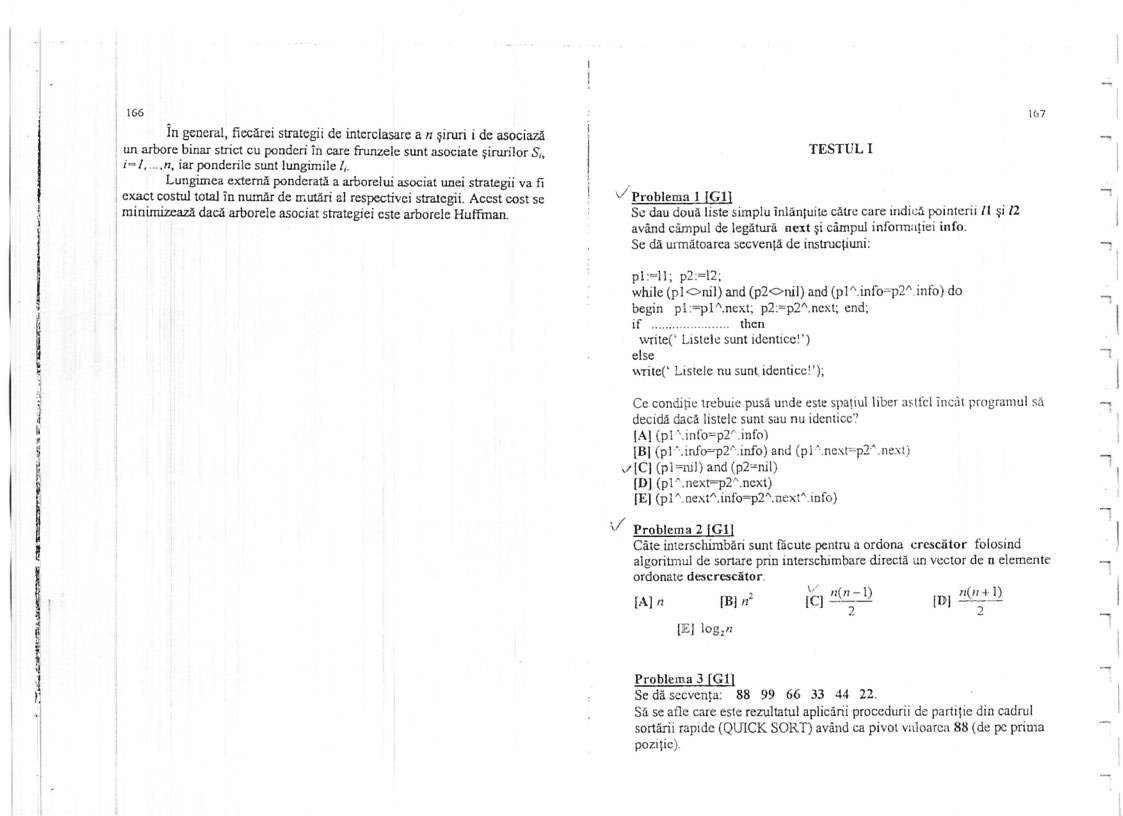 166
În general, fiecărei strategii de interclasare a n şiruri i de asociază
un arbore binar strict cu ponderi în care frunzele sunt asociate şirurilor Sᵢ,
i=1,...,n, iar ponderile sunt lungimile lᵢ.
Lungimea externă ponderată a arborelui asociat unei strategii va fi
exact costul total în număr de mutări al respectivei strategii. Acest cost se
minimizează dacă arborele asociat strategiei este arborele Huffman.
167
TESTUL I
Problema 1 [G1]
Se dau două liste simplu înlănţuite către care indică pointerii l1 şi l2
având câmpul de legătură next şi câmpul informaţiei info.
Se dă următoarea secvenţă de instrucţiuni:
p1:=l1; p2:=l2;
while (p1<>nil) and (p2<>nil) and (p1^.info=p2^.info) do
begin p1:=p1^.next; p2:=p2^.next; end;
if ...................... then
write(' Listele sunt identice!')
else
write(' Listele nu sunt identice!');
Ce condiţie trebuie pusă unde este spaţiul liber astfel încât programul să
decidă dacă listele sunt sau nu identice?
[A] (p1^.info=p2^.info)
[B] (p1^.info=p2^.info) and (p1^.next=p2^.next)
[C] (p1=nil) and (p2=nil)
[D] (p1^.next=p2^.next)
[E] (p1^.next^.info=p2^.next^.info)
Problema 2 [G1]
Câte interschimbări sunt făcute pentru a ordona crescător folosind
algoritmul de sortare prin interschimbare directă un vector de n elemente
ordonate descrescător.
[A] n [B] n² [C] n(n−1)/2 [D] n(n+1)/2
[E] log₂n
Problema 3 [G1]
Se dă secvenţa: 88 99 66 33 44 22.
Să se afle care este rezultatul aplicării procedurii de partiţie din cadrul
sortării rapide (QUICK SORT) având ca pivot valoarea 88 (de pe prima
poziţie).